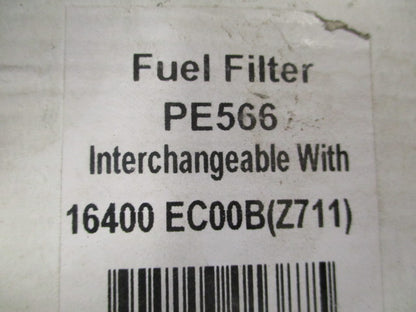 Fuel Filter
PE566
Interchangeable With
16400 EC00B(Z711)